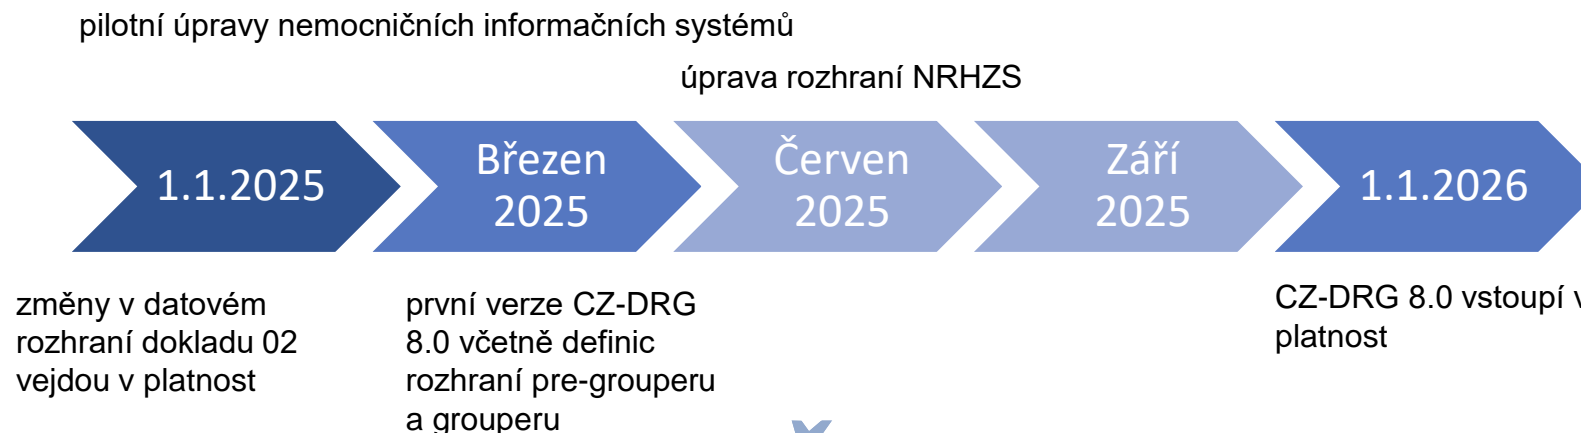 pilotní úpravy nemocničních informačních systémů
úprava rozhraní NRHZS
1.1.2025
Březen
2025
Červen
2025
Září
2025
1.1.2026
změny v datovém
rozhraní dokladu 02
vejdou v platnost
první verze CZ-DRG
8.0 včetně definic
rozhraní pre-grouperu
a grouperu
CZ-DRG 8.0 vstoupí v
platnost